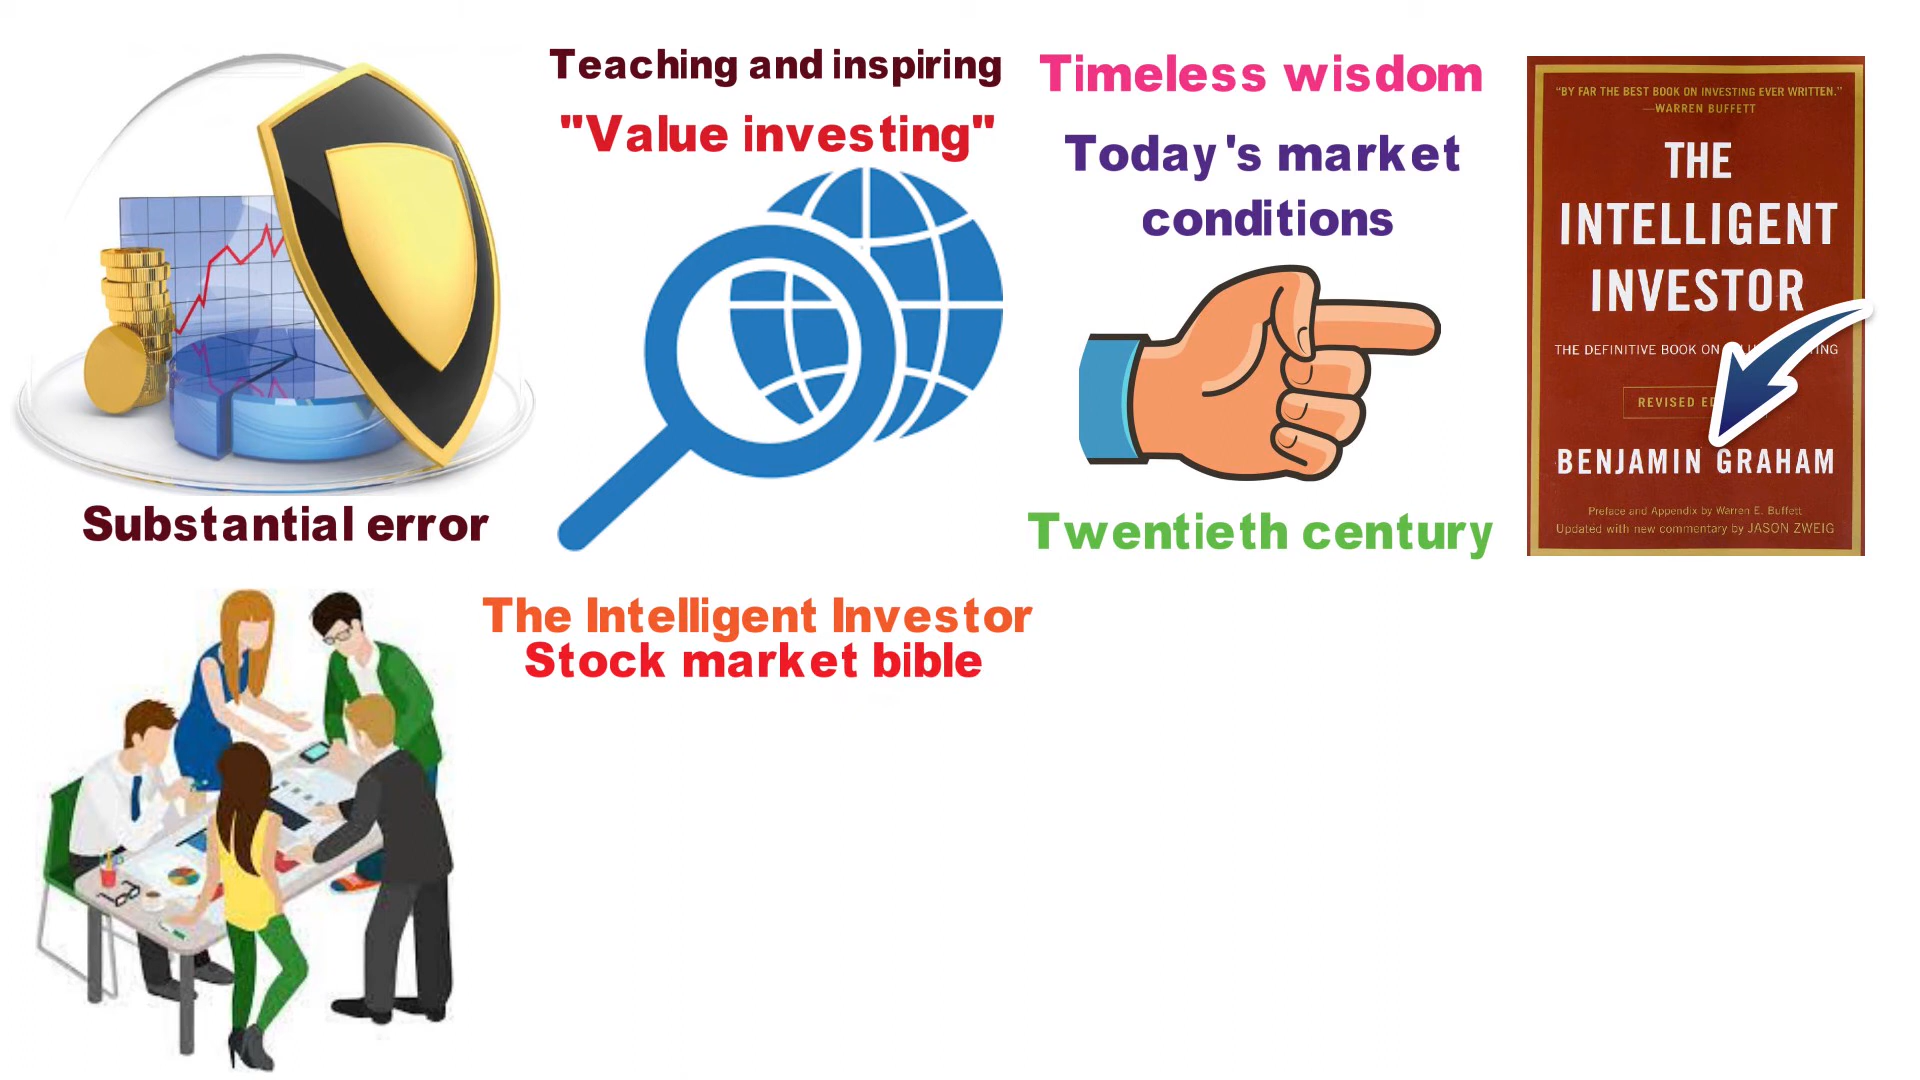 Teaching and inspiring
"Value investing"
Substantial error
Timeless wisdom
Today's market
conditions
Twentieth century
"BY FAR THE BEST BOOK ON INVESTING EVER WRITTEN."
—WARREN BUFFETT
THE
INTELLIGENT
INVESTOR
THE DEFINITIVE BOOK ON
REVISED
BENJAMIN GRAHAM
Preface and Appendix by Warren E. Buffett
Updated with new commentary by JASON ZWEIG
The Intelligent Investor
Stock market bible